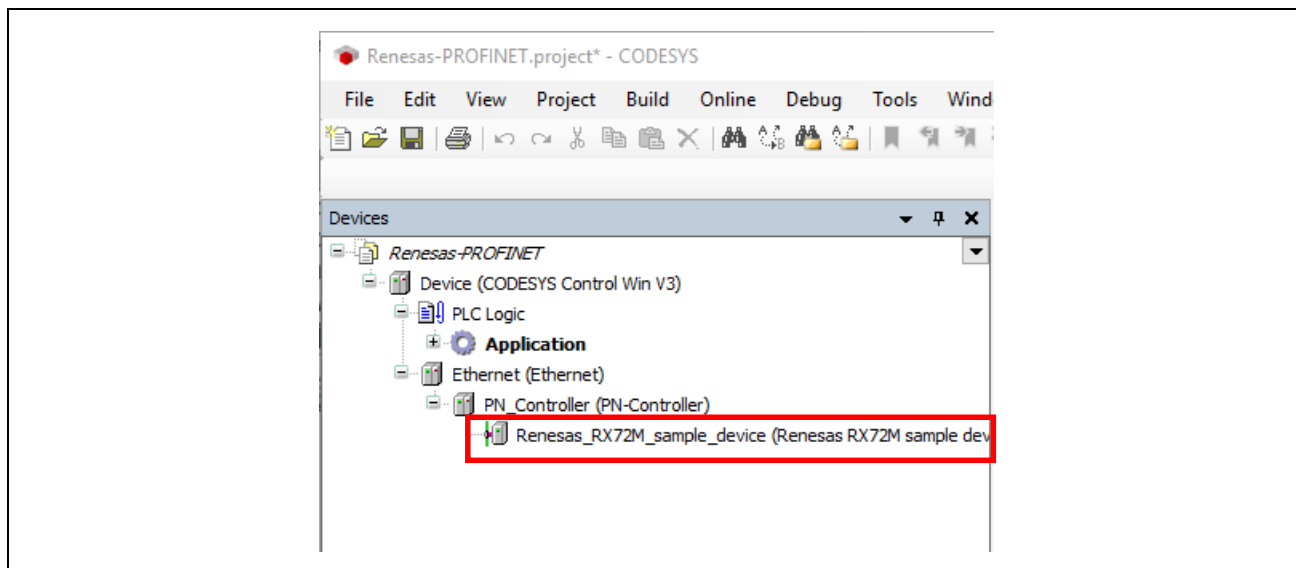 Renesas-PROFINET.project* - CODESYS
File Edit View Project Build Online Debug Tools Wind
Devices
Renesas-PROFINET
Device (CODESYS Control Win V3)
PLC Logic
Application
Ethernet (Ethernet)
PN_Controller (PN-Controller)
Renesas_RX72M_sample_device (Renesas RX72M sample dev